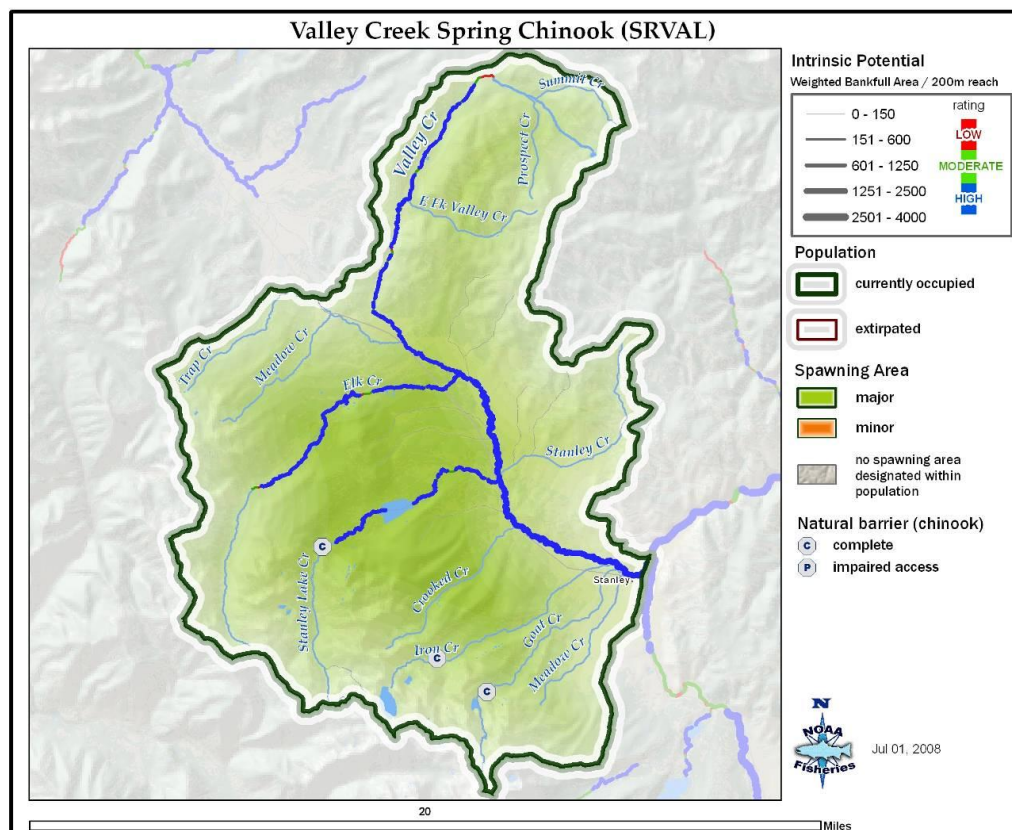 Valley Creek Spring Chinook (SRVAL)
Summit Cr
Valley Cr
Prospect Cr
E Fk Valley Cr
Trap Cr
Meadow Cr
Elk Cr
Stanley Cr
C
Stanley Lake Cr
Crooked Cr
Stanley
Iron Cr
C
Goat Cr
Meadow Cr
C
20
Miles
Intrinsic Potential
Weighted Bankfull Area / 200m reach
rating
0 - 150
LOW
151 - 600
MODERATE
601 - 1250
HIGH
1251 - 2500
2501 - 4000
Population
currently occupied
extirpated
Spawning Area
major
minor
no spawning area
designated within
population
Natural barrier (chinook)
C complete
P impaired access
N
NOAA
Fisheries
Jul 01, 2008